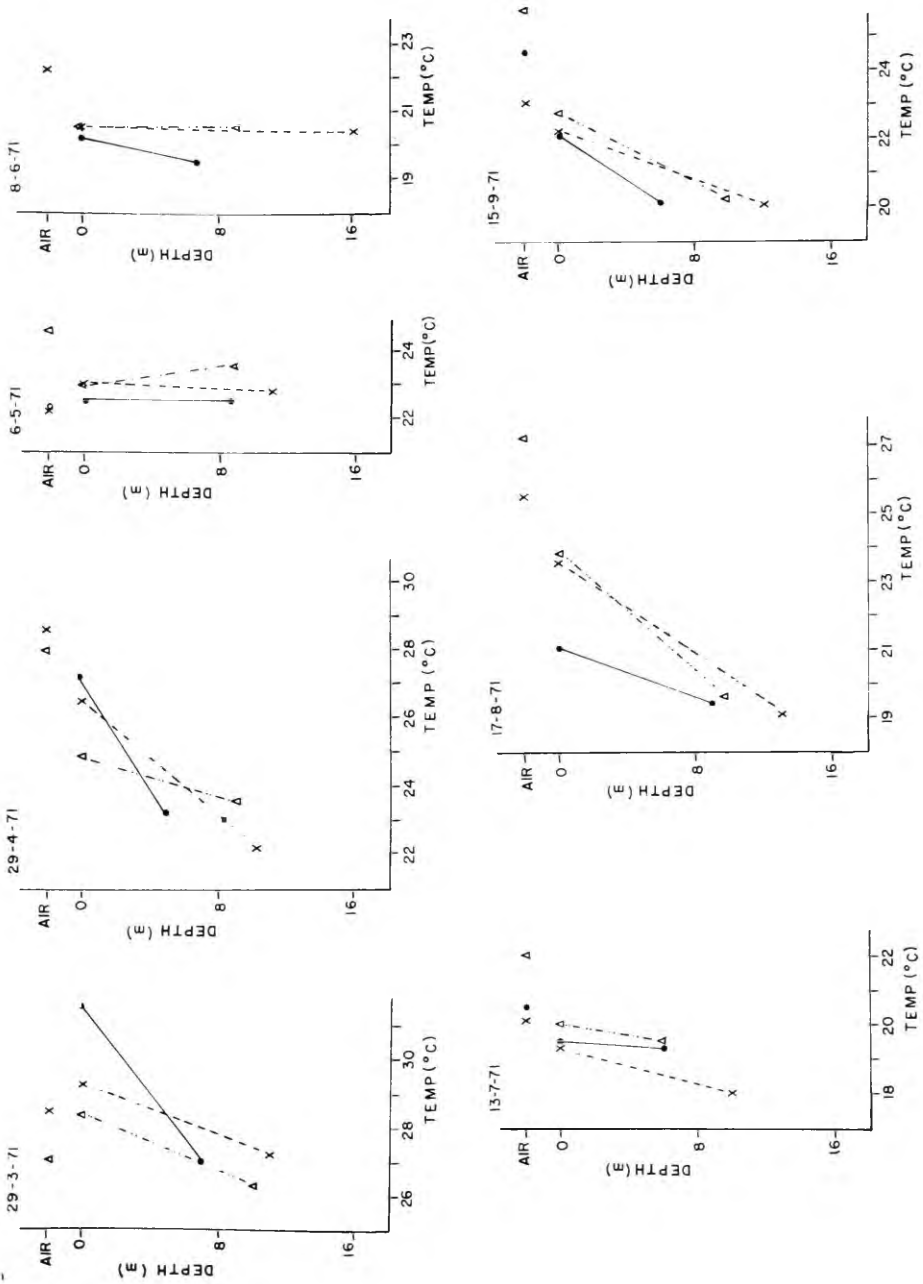 29-3-71
AIR
0
8
16
DEPTH (m)
26 28 30
TEMP (°C)
29-4-71
AIR
0
8
16
DEPTH (m)
22 24 26 28 30
TEMP (°C)
6-5-71
AIR
0
8
16
DEPTH (m)
22 24
TEMP (°C)
8-6-71
AIR
0
8
16
DEPTH (m)
19 21 23
TEMP (°C)
13-7-71
AIR
0
8
16
DEPTH (m)
18 20 22
TEMP (°C)
17-8-71
AIR
0
8
16
DEPTH (m)
19 21 23 25 27
TEMP (°C)
15-9-71
AIR
0
8
16
DEPTH (m)
20 22 24
TEMP (°C)